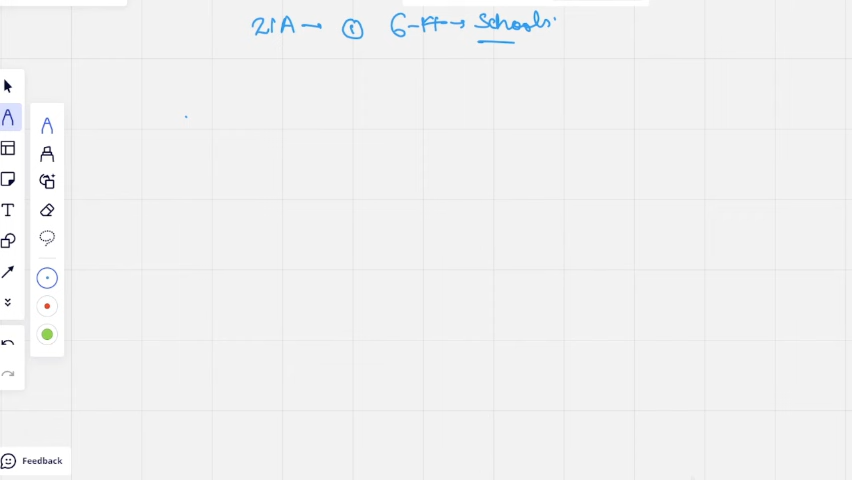 21A → ① 6-14 → Schools.
T
Feedback